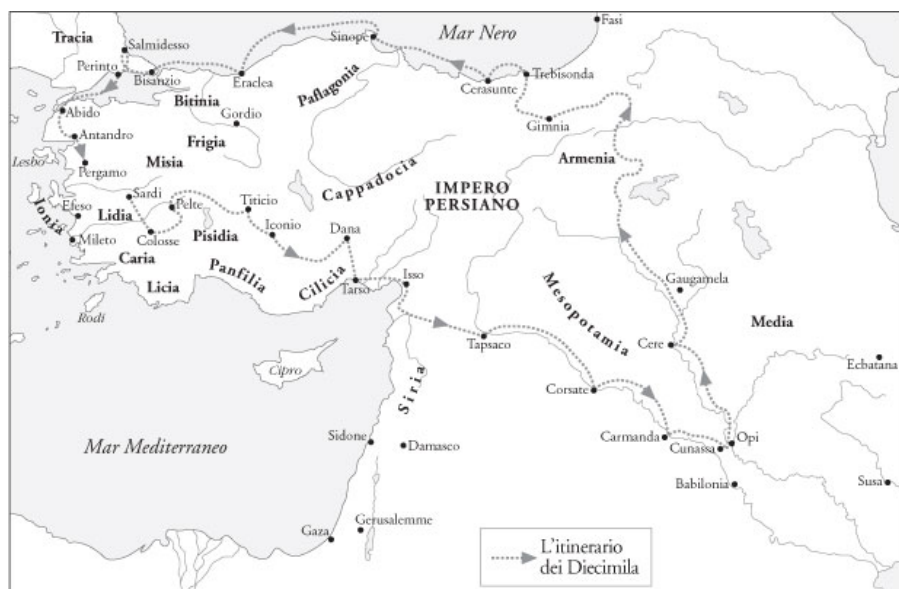 Tracia
Salmidesso
Perinto
Bisanzio
Abido
Antandro
Lesbo
Pergamo
Eraclea
Bitinia
Gordio
Frigia
Misia
Sinope
Mar Nero
Fasi
Paflagonia
Cerasunte
Trebisonda
Gimnia
Armenia
Cappadocia
IMPERO
PERSIANO
Sardi
Efeso
Ionia
Lidia
Mileto
Pelte
Colosse
Caria
Pisidia
Licia
Panfilia
Titicio
Iconio
Dana
Cilicia
Tarso
Isso
Rodi
Cipro
Siria
Tapsaco
Mesopotamia
Gaugamela
Cere
Media
Ecbatana
Corsate
Carmanda
Cunassa
Opi
Babilonia
Susa
Mar Mediterraneo
Sidone
Damasco
Gaza
Gerusalemme
L'itinerario
dei Diecimila